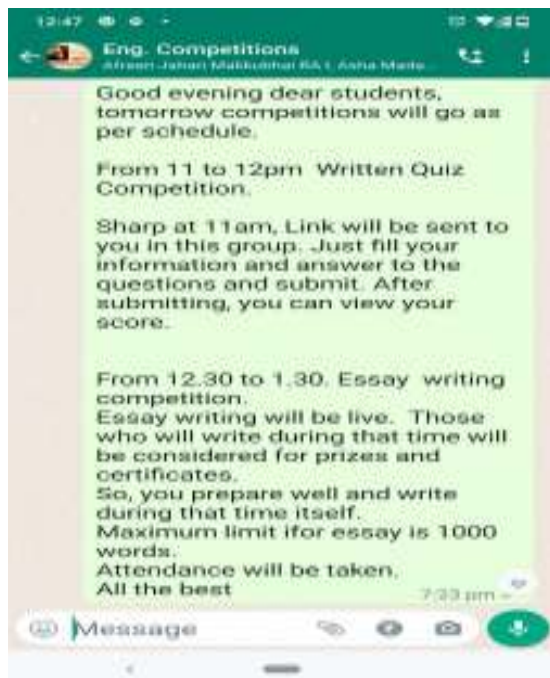 12:47
Eng. Competitions
Good evening dear students,
tomorrow competitions will go as
per schedule.
From 11 to 12pm Written Quiz
Competition.
Sharp at 11am, Link will be sent to
you in this group. Just fill your
information and answer to the
questions and submit. After
submitting, you can view your
score.
From 12.30 to 1.30. Essay writing
competition.
Essay writing will be live. Those
who will write during that time will
be considered for prizes and
certificates.
So, you prepare well and write
during that time itself.
Maximum limit ifor essay is 1000
words.
Attendance will be taken.
All the best
7:33 pm
Message